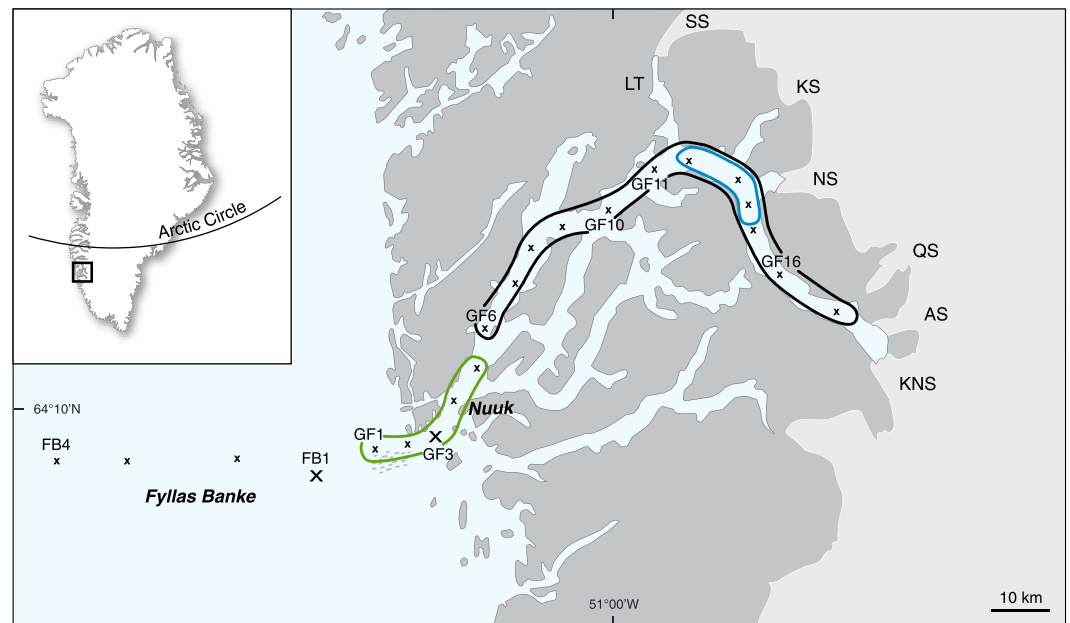 SS
LT
KS
Arctic Circle
NS
GF11
GF10
QS
GF16
GF6
AS
KNS
64°10'N
Nuuk
GF1
FB4
GF3
FB1
Fyllas Banke
51°00'W
10 km